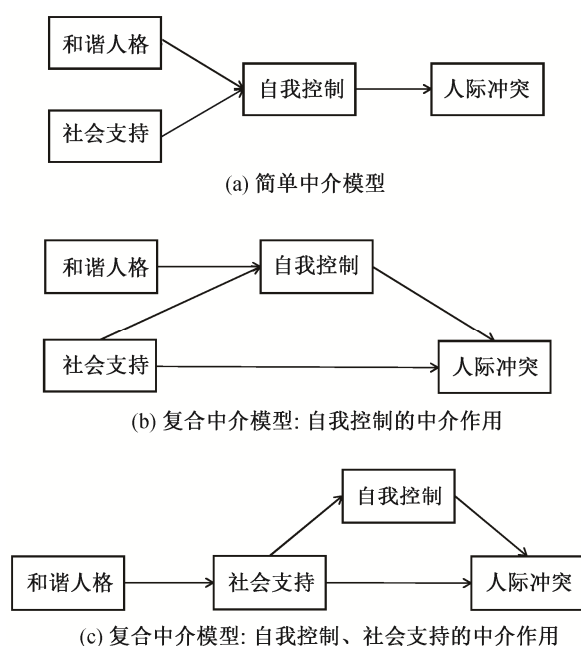 和谐人格
自我控制
人际冲突
社会支持
(a) 简单中介模型
和谐人格
自我控制
社会支持
人际冲突
(b) 复合中介模型: 自我控制的中介作用
自我控制
和谐人格
社会支持
人际冲突
(c) 复合中介模型: 自我控制、社会支持的中介作用